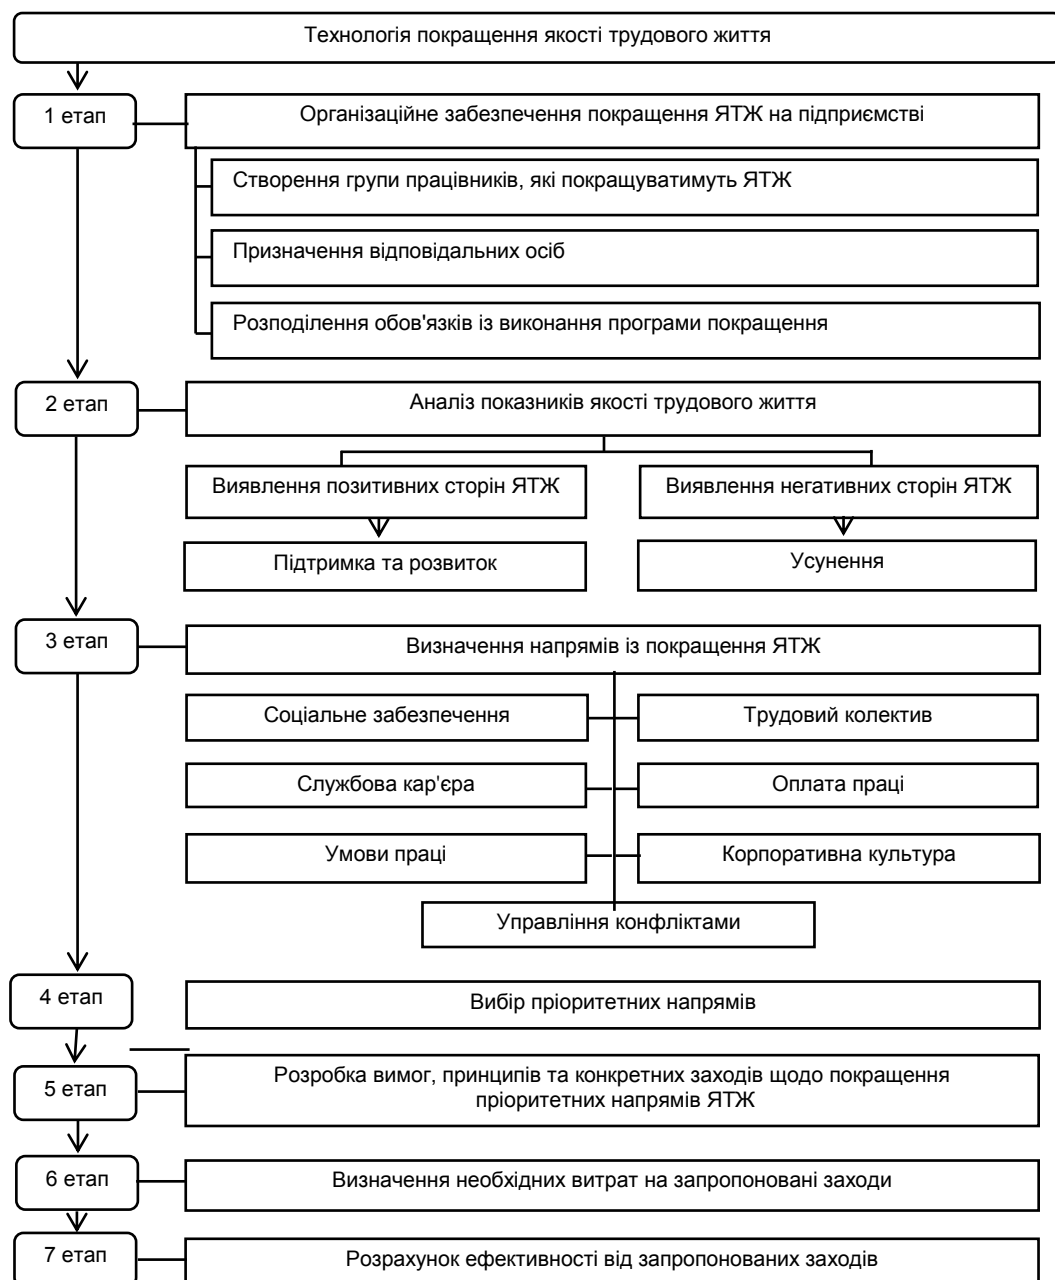 Технологія покращення якості трудового життя
1 етап
Організаційне забезпечення покращення ЯТЖ на підприємстві
Створення групи працівників, які покращуватимуть ЯТЖ
Призначення відповідальних осіб
Розподілення обов'язків із виконання програми покращення
2 етап
Аналіз показників якості трудового життя
Виявлення позитивних сторін ЯТЖ
Виявлення негативних сторін ЯТЖ
Підтримка та розвиток
Усунення
3 етап
Визначення напрямів із покращення ЯТЖ
Соціальне забезпечення
Трудовий колектив
Службова кар'єра
Оплата праці
Умови праці
Корпоративна культура
Управління конфліктами
4 етап
Вибір пріоритетних напрямів
5 етап
Розробка вимог, принципів та конкретних заходів щодо покращення
пріоритетних напрямів ЯТЖ
6 етап
Визначення необхідних витрат на запропоновані заходи
7 етап
Розрахунок ефективності від запропонованих заходів